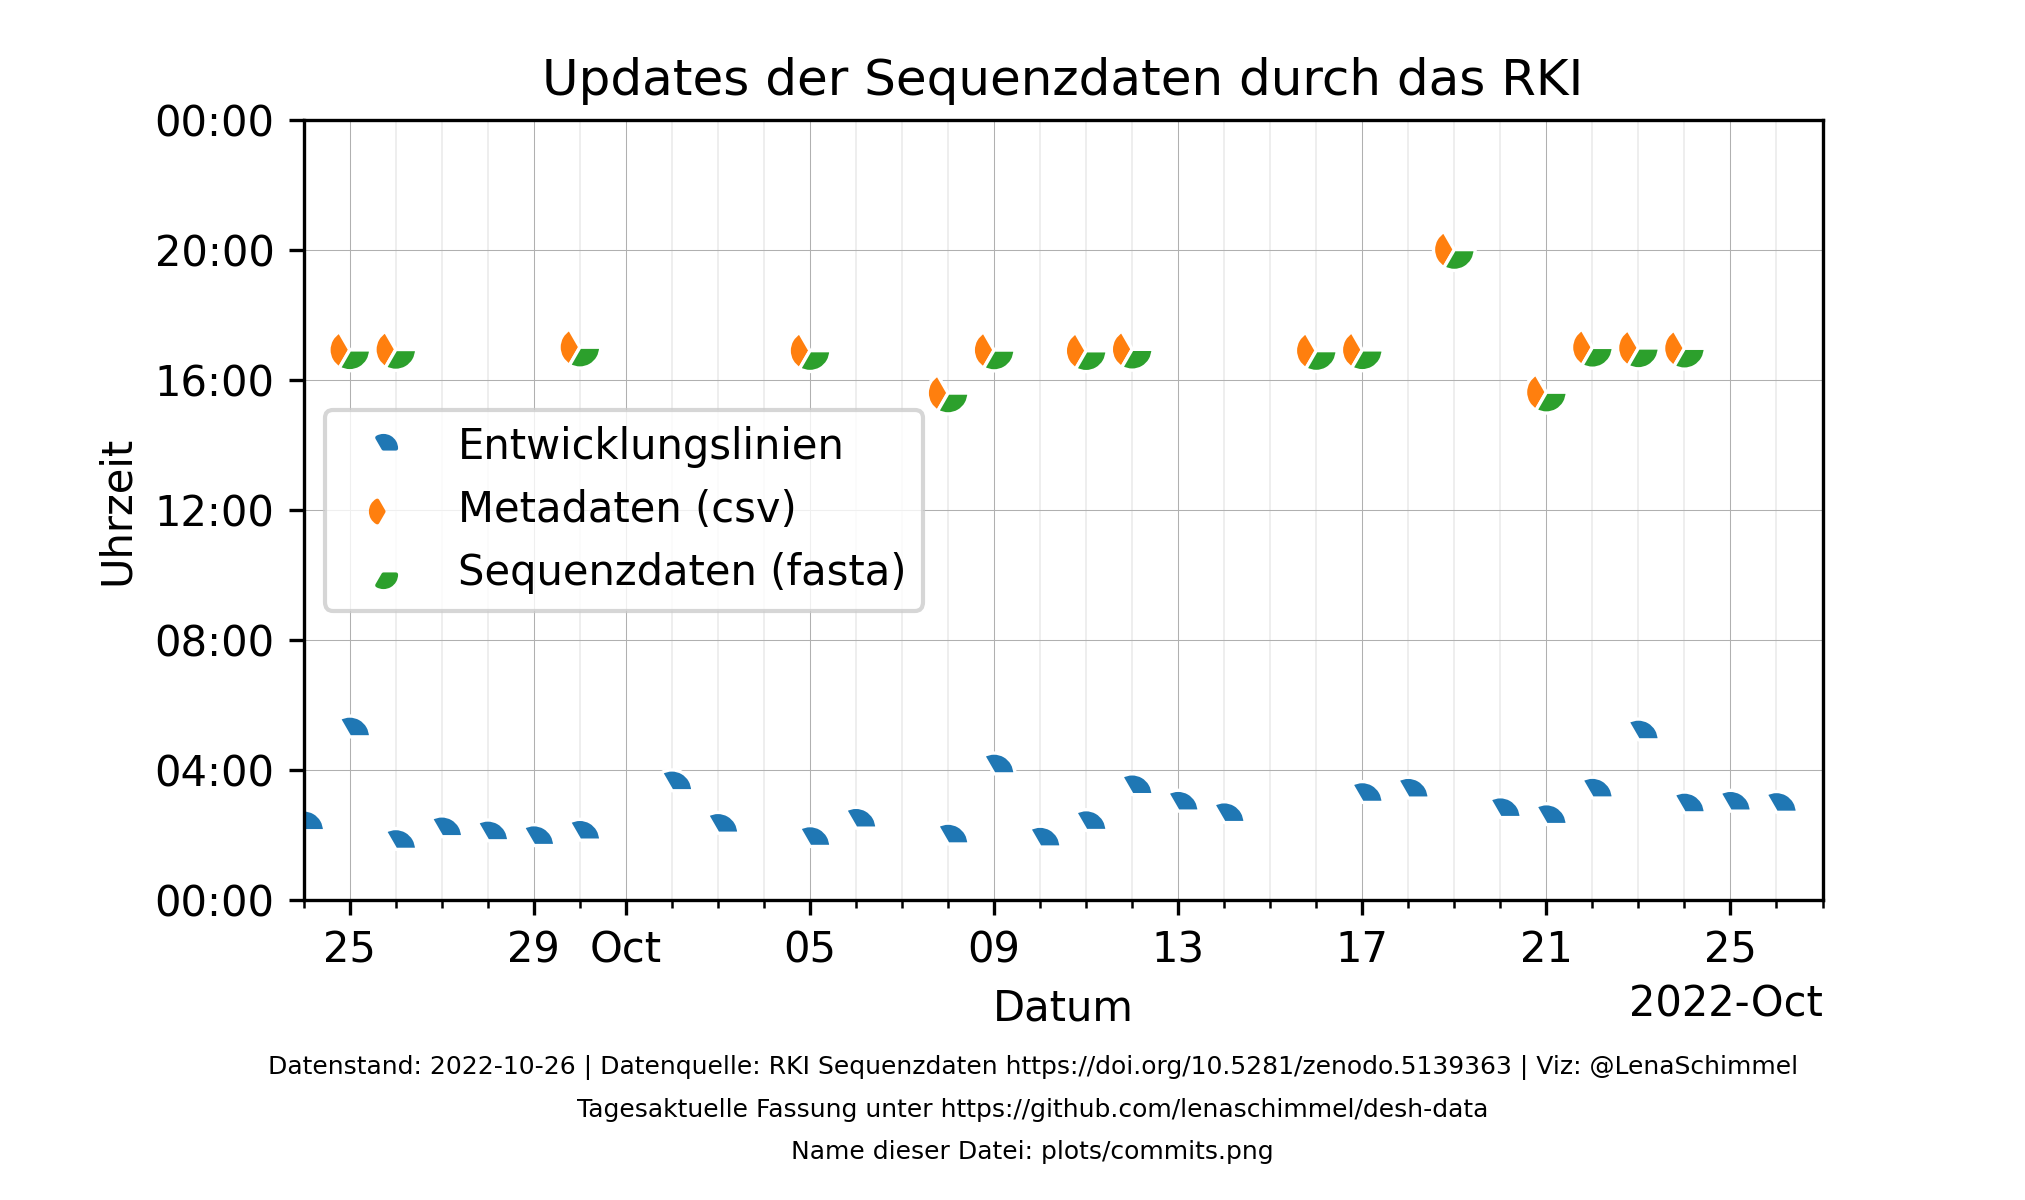 Updates der Sequenzdaten durch das RKI
00:00
20:00
16:00
12:00
08:00
04:00
00:00
Uhrzeit
Entwicklungslinien
Metadaten (csv)
Sequenzdaten (fasta)
25 29 Oct 05 09 13 17 21 25
2022-Oct
Datum
Datenstand: 2022-10-26 | Datenquelle: RKI Sequenzdaten https://doi.org/10.5281/zenodo.5139363 | Viz: @LenaSchimmel
Tagesaktuelle Fassung unter https://github.com/lenaschimmel/desh-data
Name dieser Datei: plots/commits.png